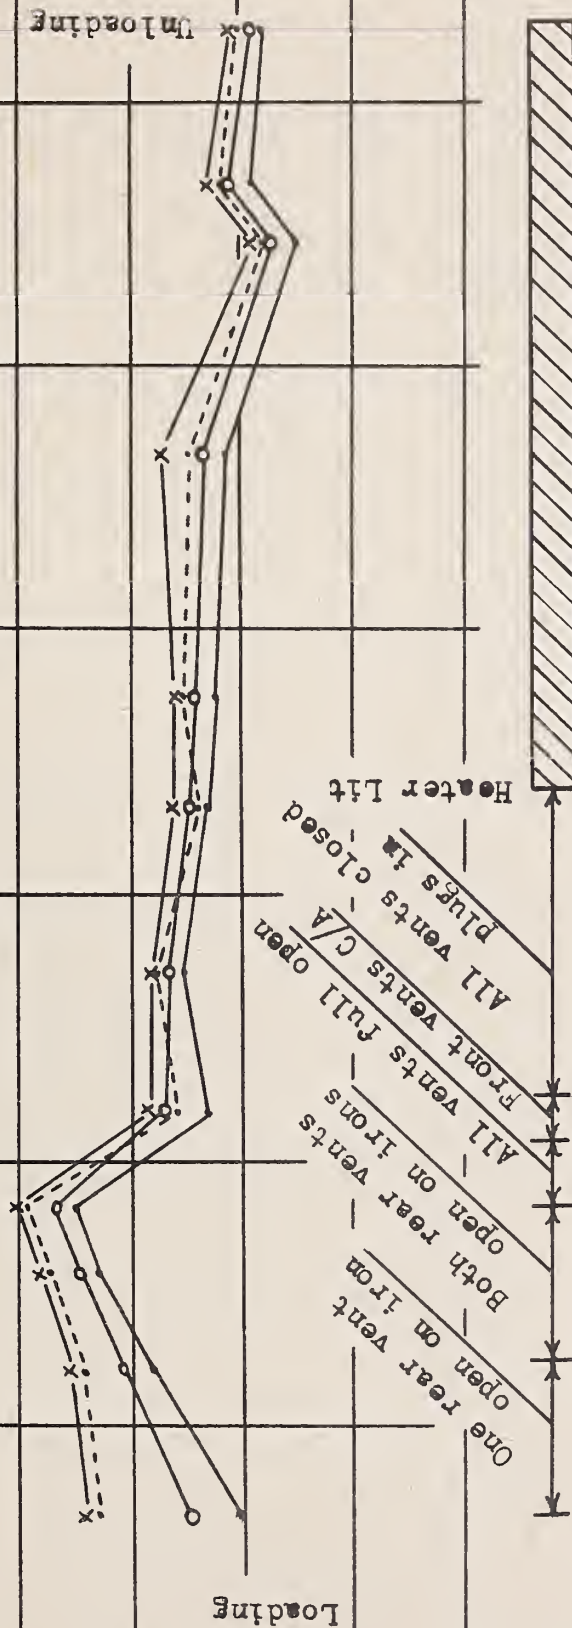 Loading
One rear vent
open on iron
Both rear vents
open on irons
All vents full open
Front vents C/A
All vents closed
plugs in
Heater Lit
Unloading